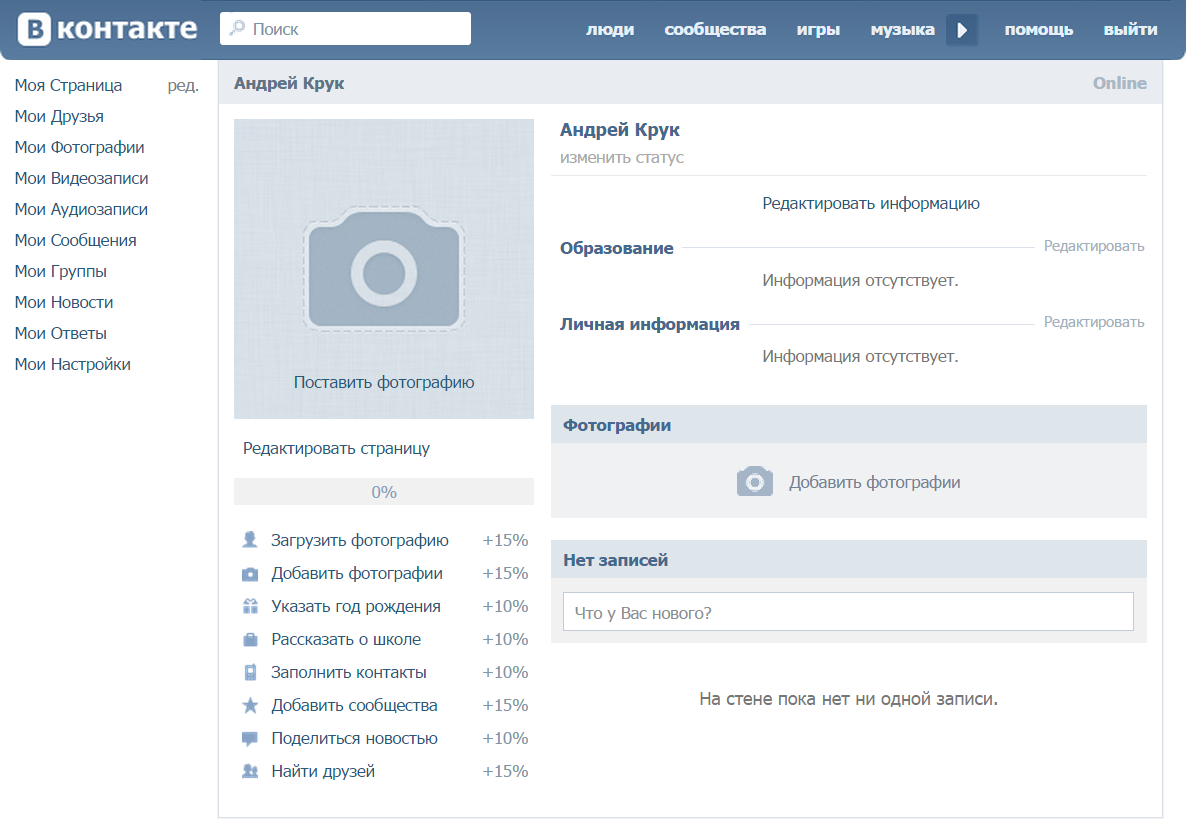 В контакте
Поиск
люди сообщества игры музыка помощь выйти
Моя Страница ред.
Мои Друзья
Мои Фотографии
Мои Видеозаписи
Мои Аудиозаписи
Мои Сообщения
Мои Группы
Мои Новости
Мои Ответы
Мои Настройки
Андрей Крук Online
Поставить фотографию
Редактировать страницу
0%
Загрузить фотографию +15%
Добавить фотографии +15%
Указать год рождения +10%
Рассказать о школе +10%
Заполнить контакты +10%
Добавить сообщества +15%
Поделиться новостью +10%
Найти друзей +15%
Андрей Крук
изменить статус
Редактировать информацию
Образование Редактировать
Информация отсутствует.
Личная информация Редактировать
Информация отсутствует.
Фотографии
Добавить фотографии
Нет записей
Что у Вас нового?
На стене пока нет ни одной записи.